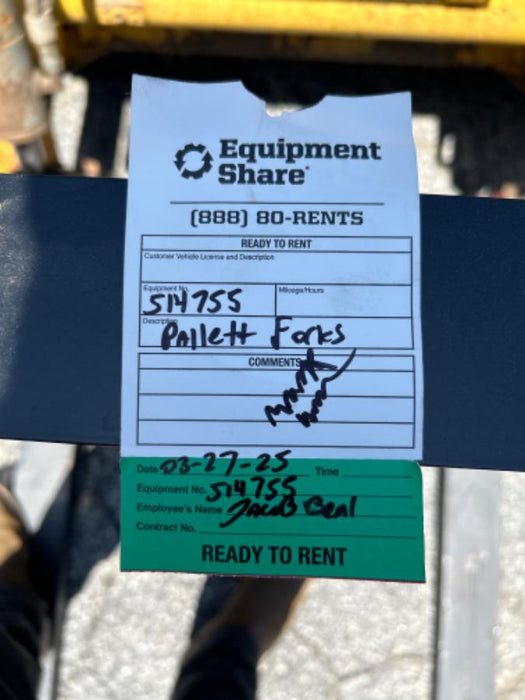 Equipment
Share
(888) 80-RENTS
READY TO RENT
Customer Vehicle License and Description
Equipment No. Mileage/Hours
514755
Description
Pallett Forks
COMMENTS
Date 03-27-25 Time
Equipment No. 514755
Employee's Name Jacob Beal
Contract No.
READY TO RENT